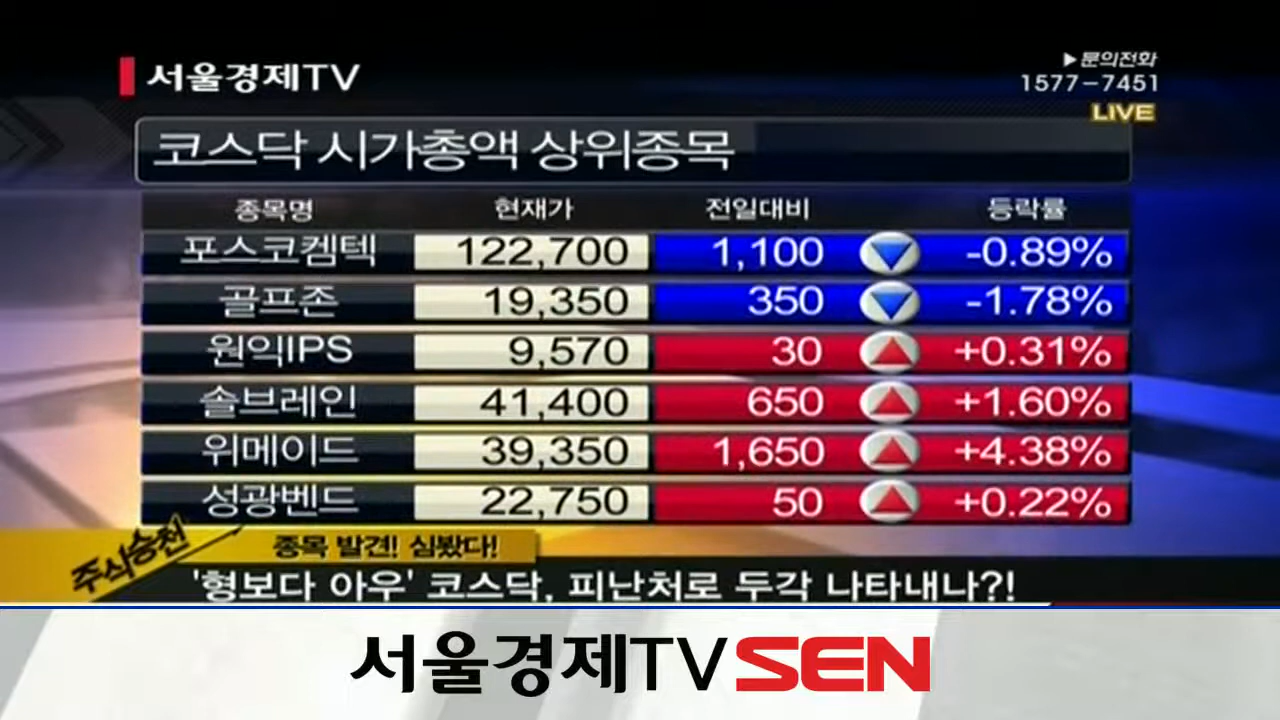 서울경제TV
▶문의전화
1577-7451
LIVE
코스닥 시가총액 상위종목
종목명 현재가 전일대비 등락률
포스코켐텍 122,700 1,100 ▼ -0.89%
골프존 19,350 350 ▼ -1.78%
원익IPS 9,570 30 ▲ +0.31%
솔브레인 41,400 650 ▲ +1.60%
위메이드 39,350 1,650 ▲ +4.38%
성광벤드 22,750 50 ▲ +0.22%
주식승천
종목 발견! 심봤다!
'형보다 아우' 코스닥, 피난처로 두각 나타내나?!
서울경제TV SEN